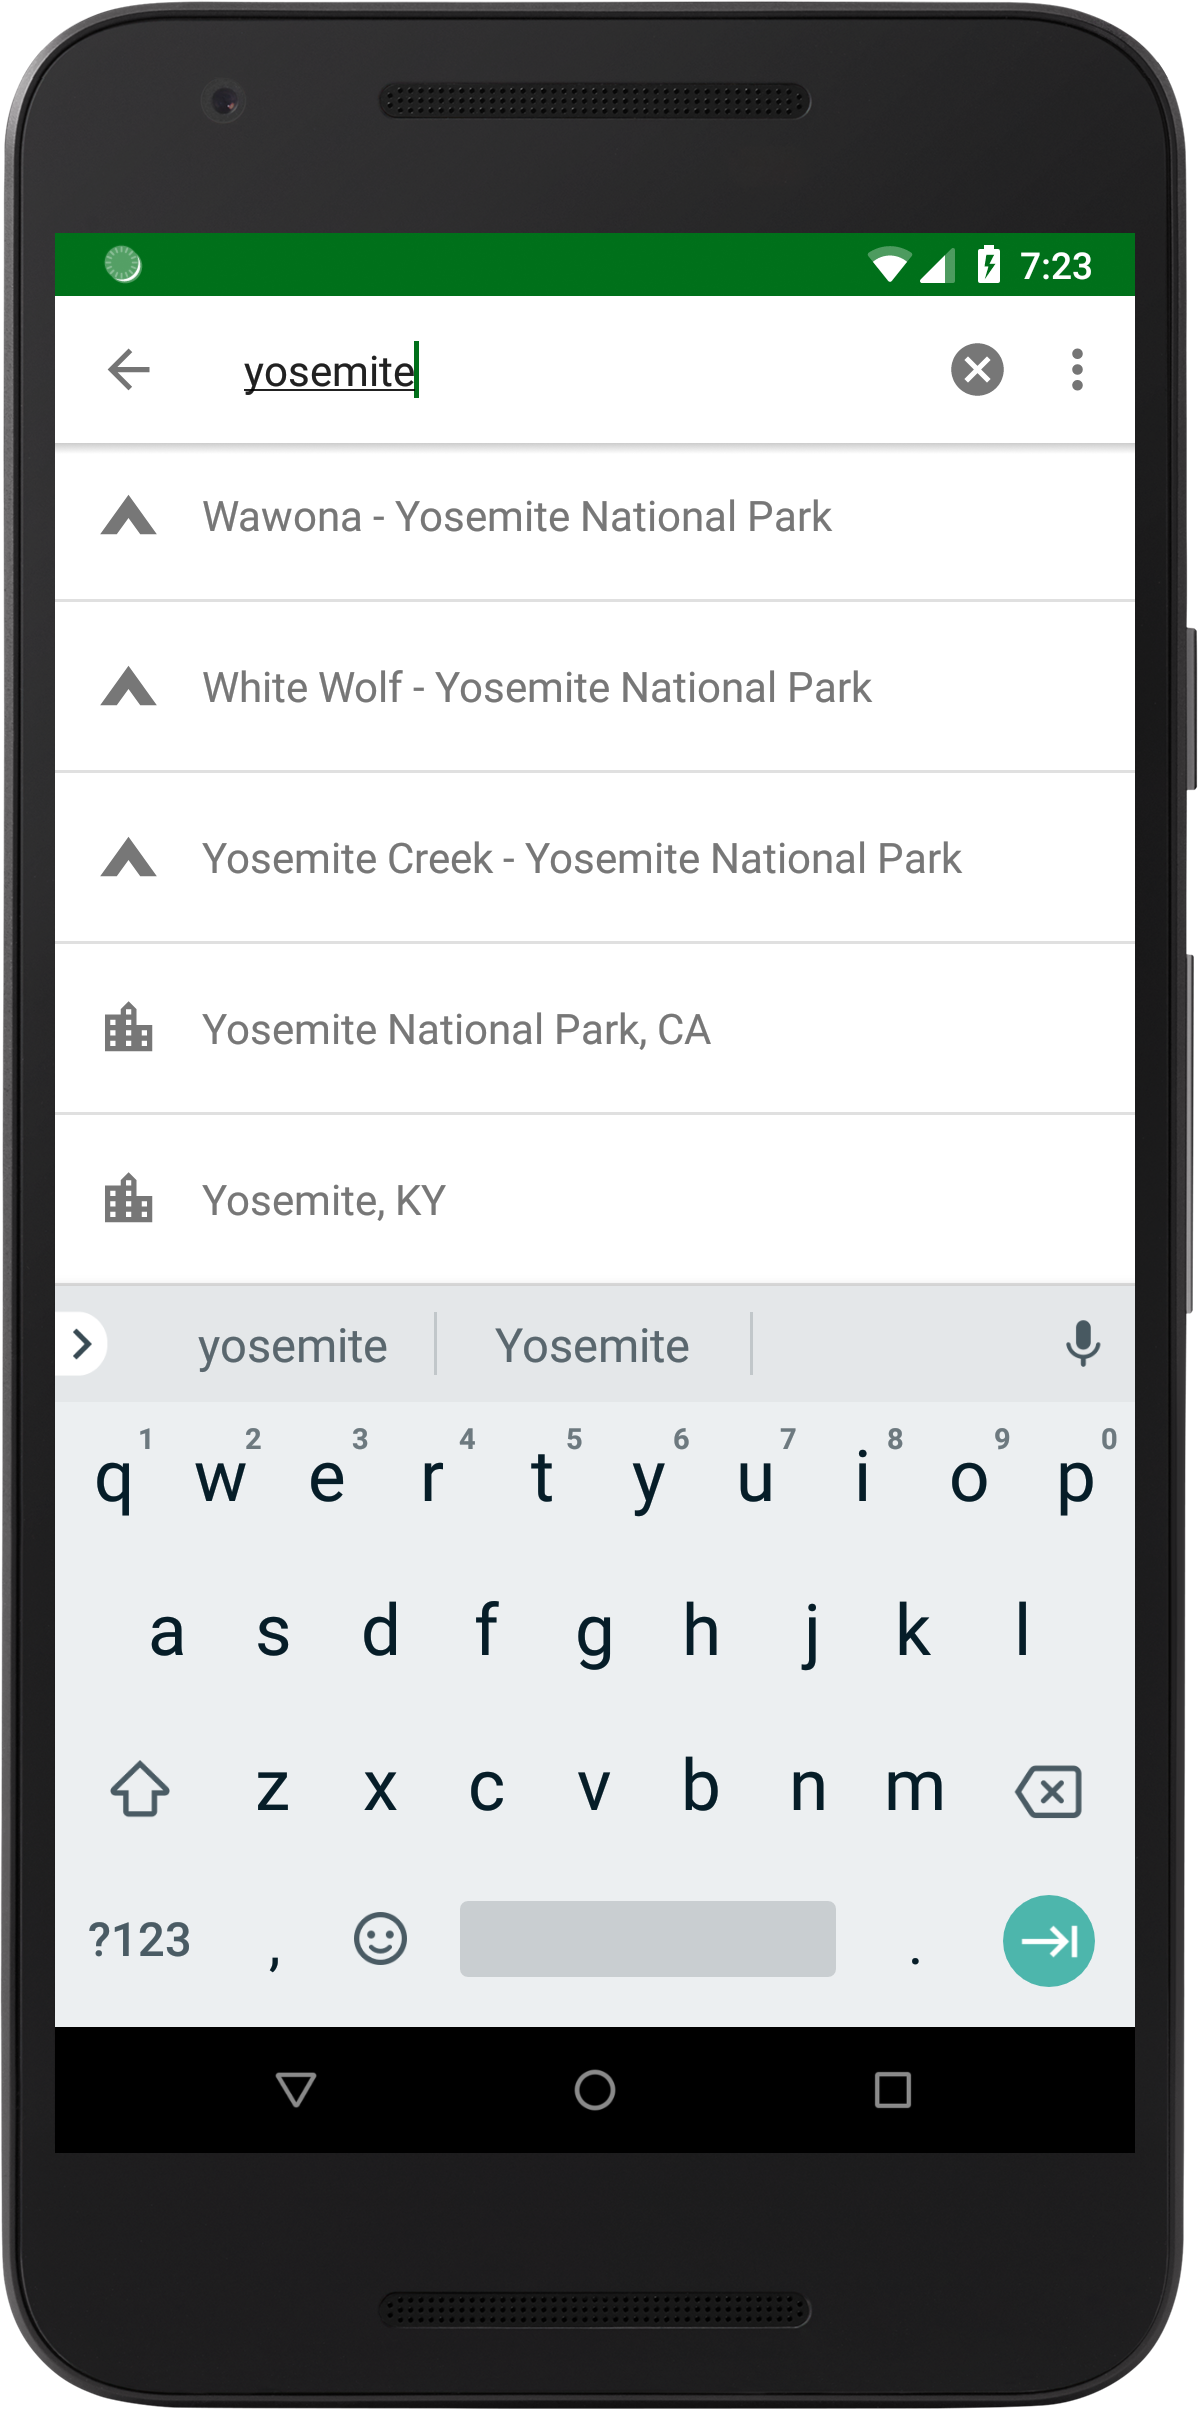 7:23
yosemite
Wawona - Yosemite National Park
White Wolf - Yosemite National Park
Yosemite Creek - Yosemite National Park
Yosemite National Park, CA
Yosemite, KY
yosemite Yosemite
1 2 3 4 5 6 7 8 9 0
q w e r t y u i o p
a s d f g h j k l
z x c v b n m
?123 , .